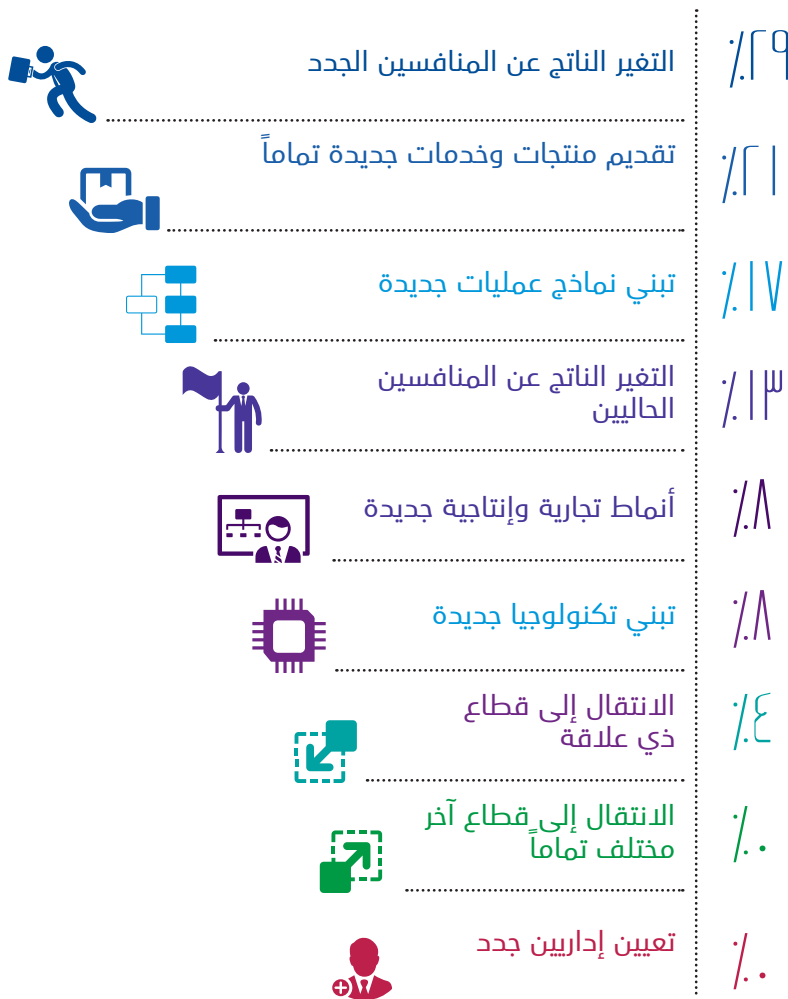 ٪٢٩
التغير الناتج عن المنافسين الجدد
٪٢١
تقديم منتجات وخدمات جديدة تماماً
٪١٧
تبني نماذج عمليات جديدة
٪١٣
التغير الناتج عن المنافسين
الحاليين
٪٨
أنماط تجارية وإنتاجية جديدة
٪٨
تبني تكنولوجيا جديدة
٪٤
الانتقال إلى قطاع
ذي علاقة
٪٠
الانتقال إلى قطاع آخر
مختلف تماماً
٪٠
تعيين إداريين جدد